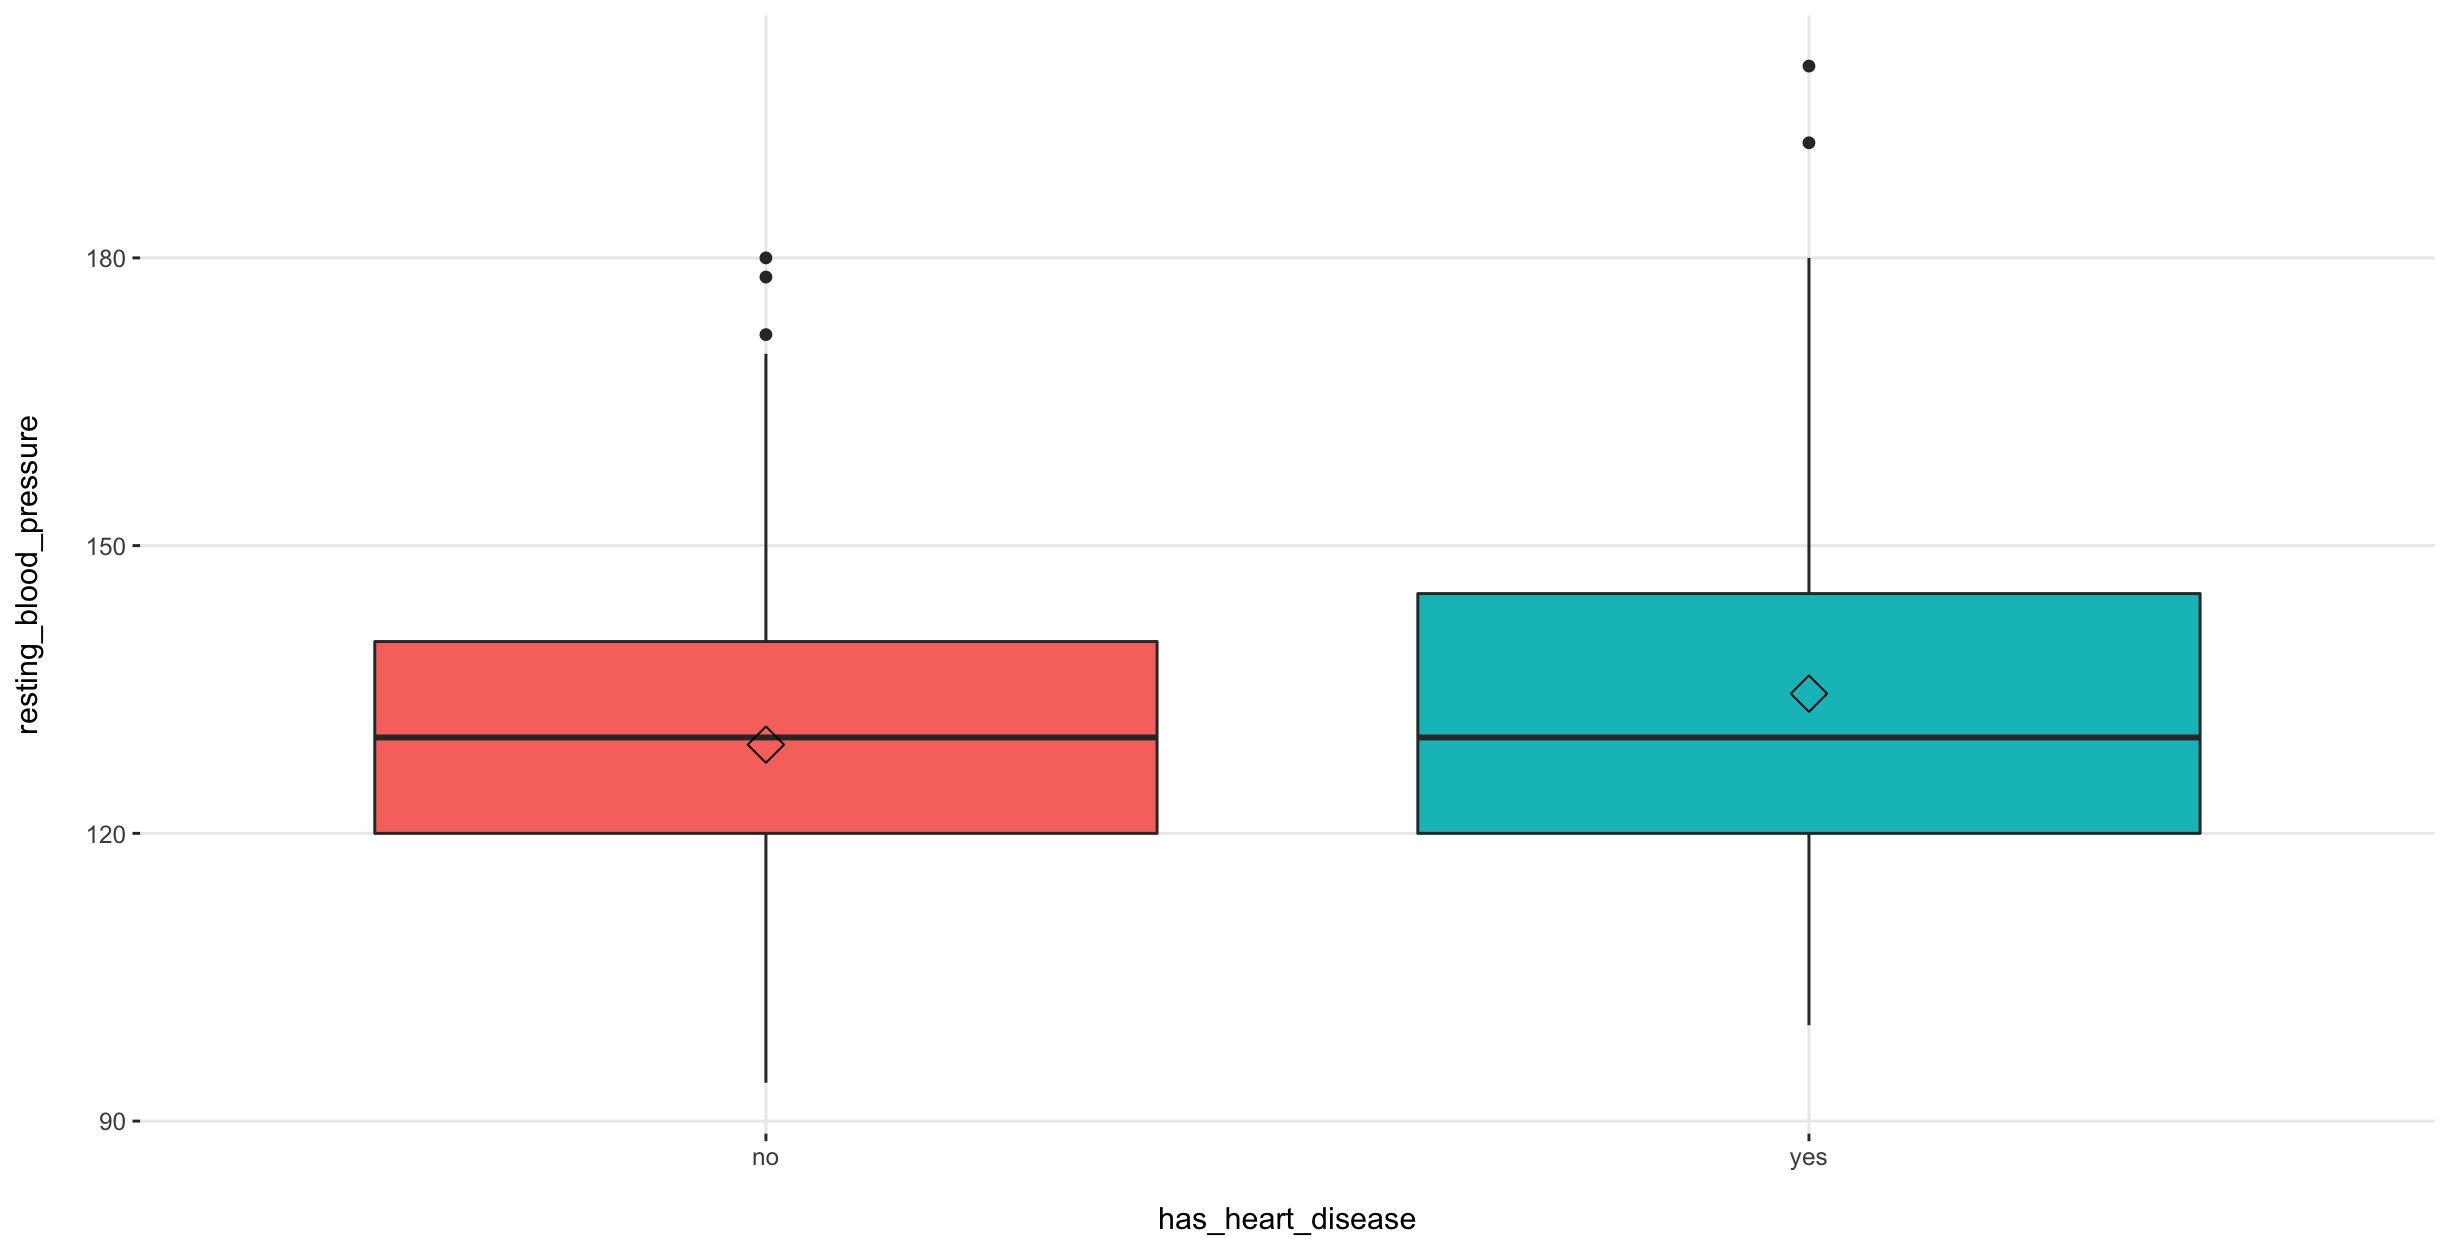 resting_blood_pressure
180
150
120
90
no
yes
has_heart_disease